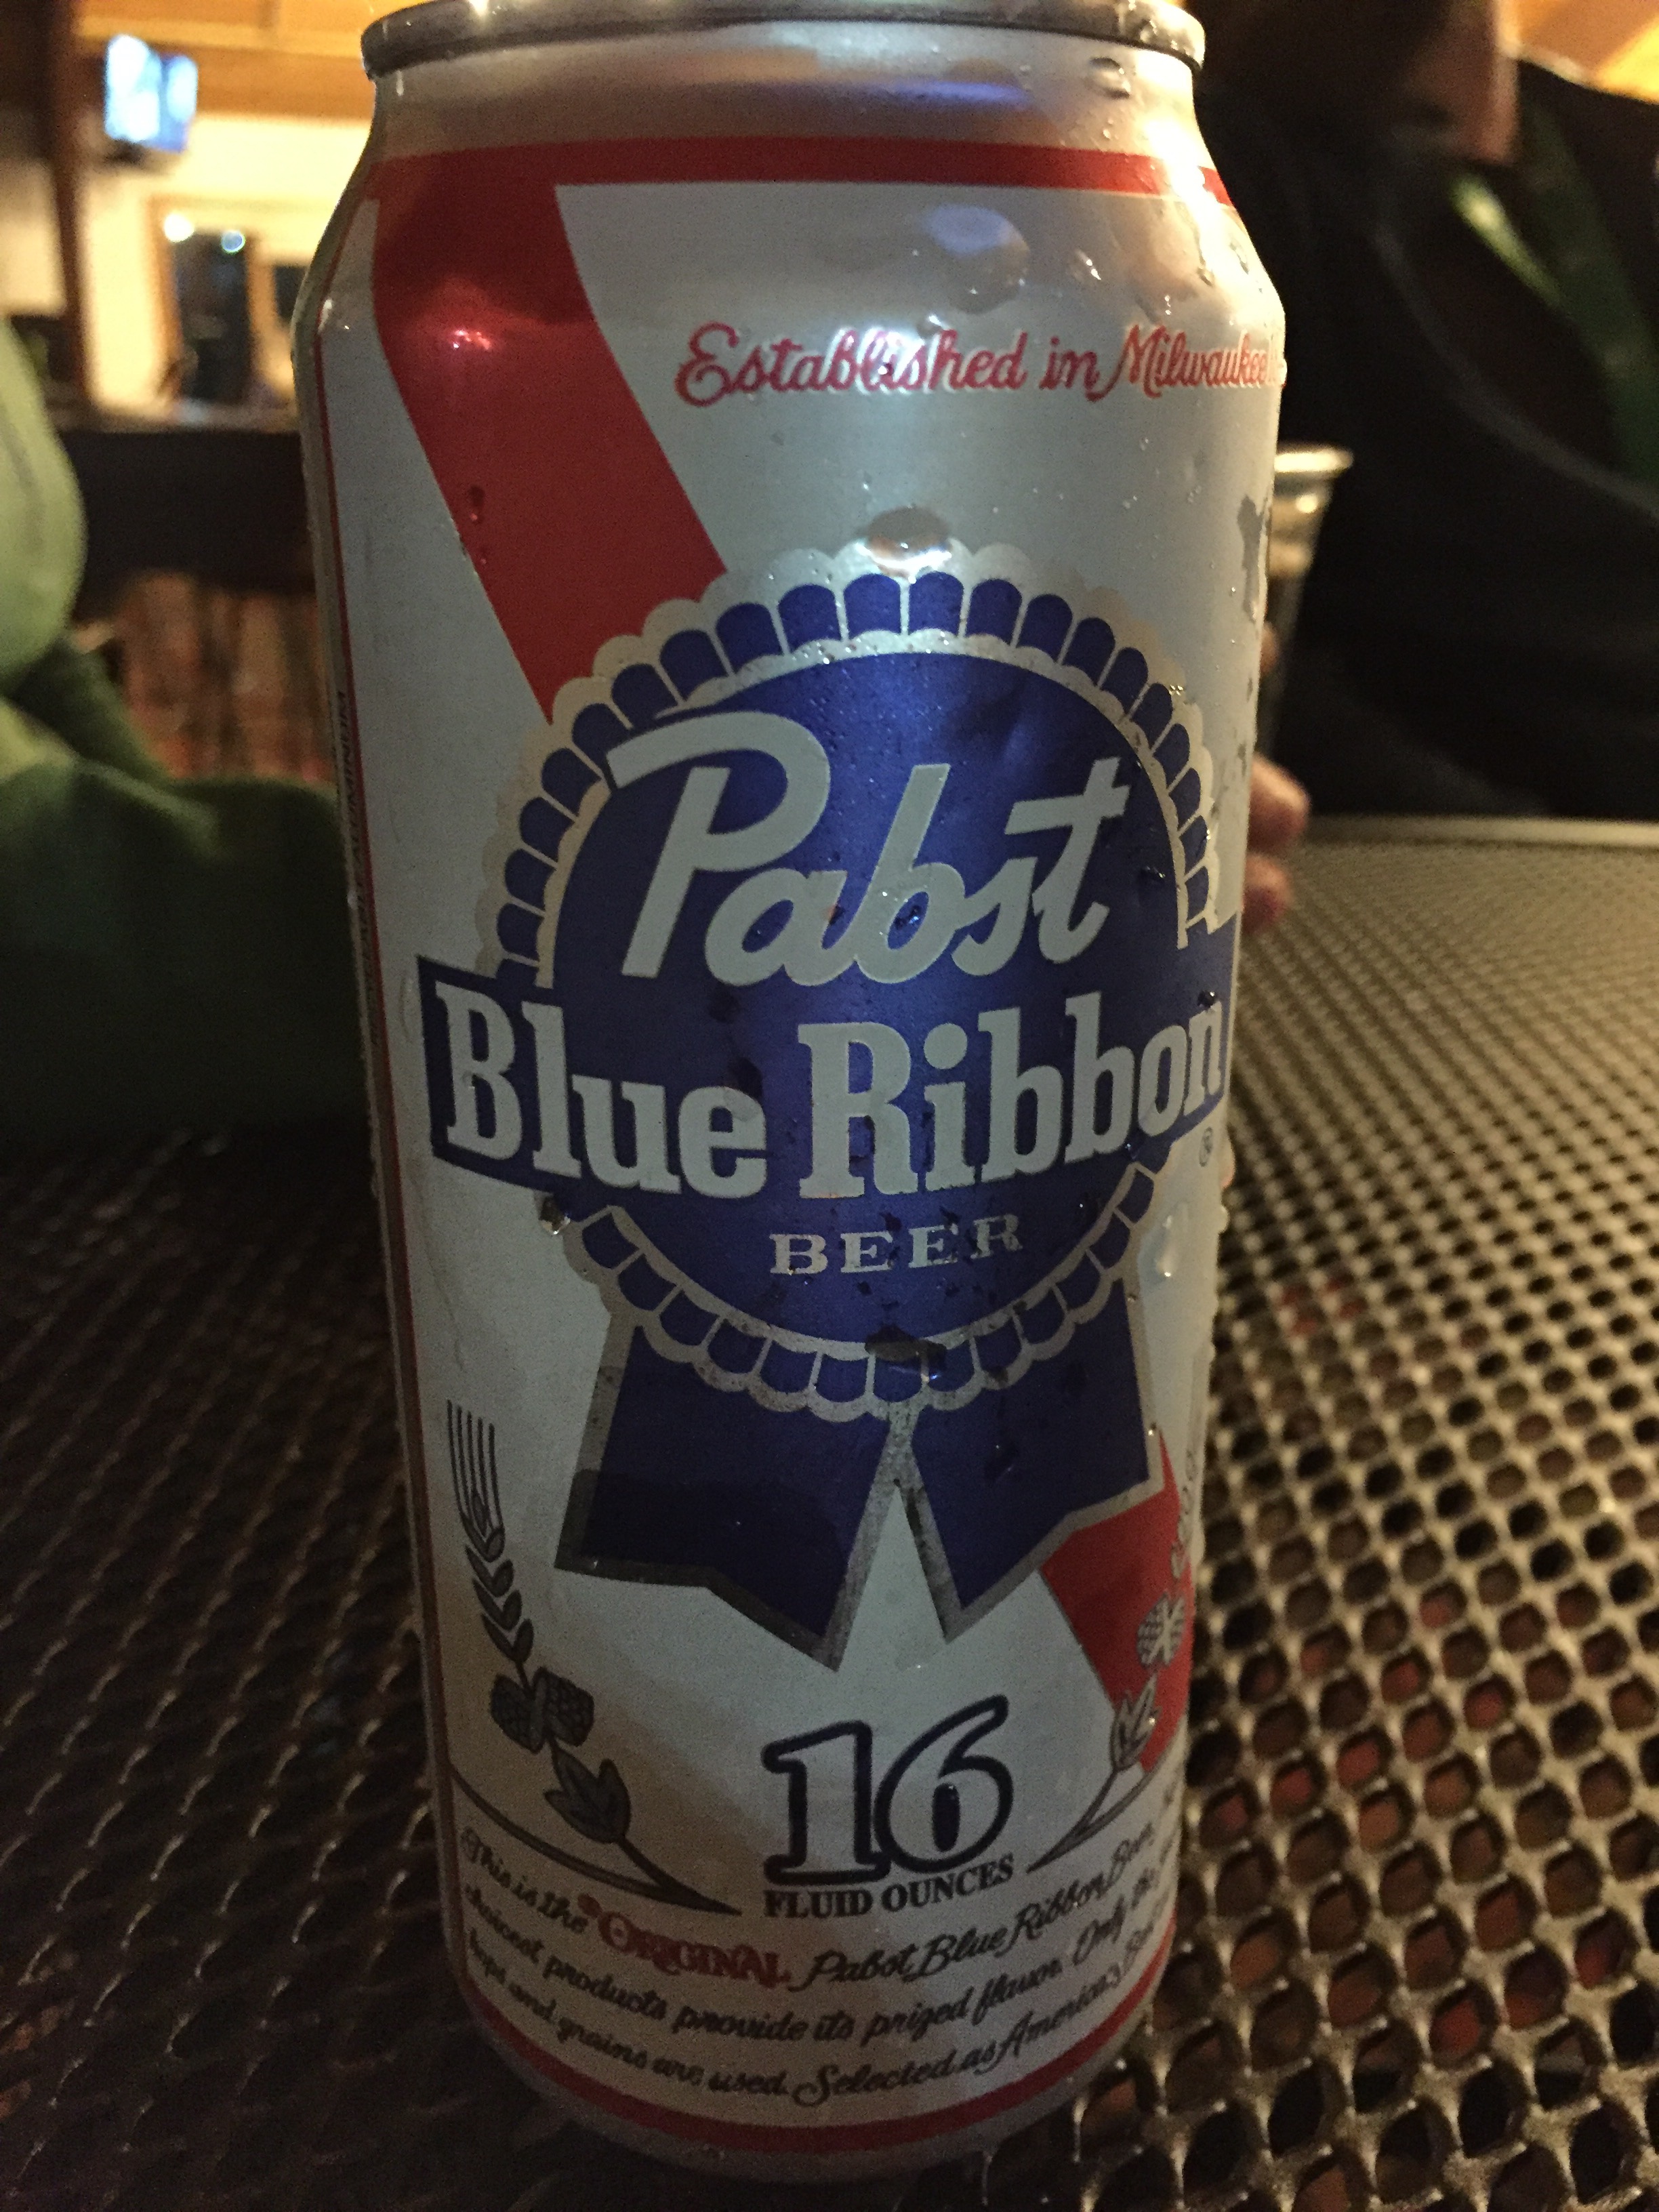 Established in Milwaukee
Pabst
Blue Ribbon
®
BEER
16
FLUID OUNCES
This is the "ORIGINAL Pabst Blue Ribbon Beer.
choicest products provide its prized flavor. Only the
hops and grains are used. Selected as America's